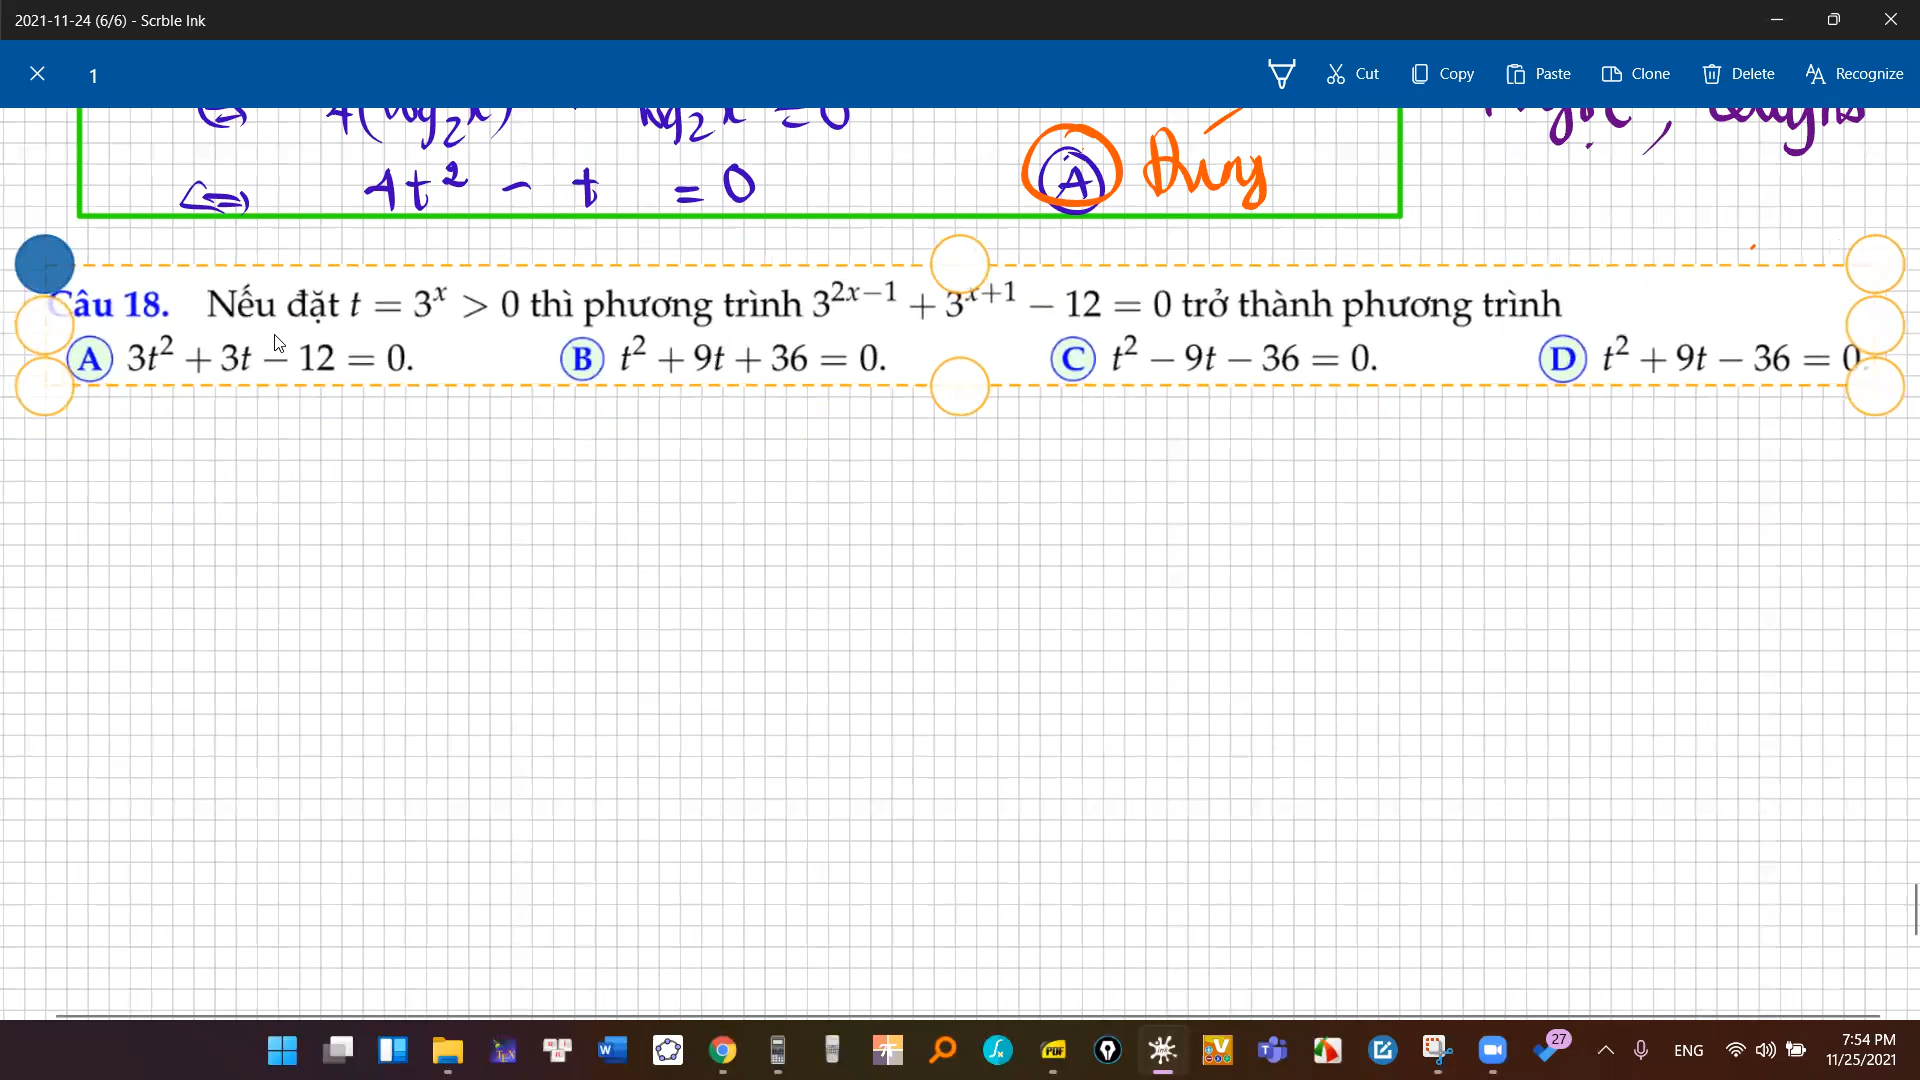 2021-11-24 (6/6) - Scrble Ink
1 Cut Copy Paste Clone Delete Recognize
⇔ 4t² - t = 0 A Đúng
Câu 18. Nếu đặt t = 3^x > 0 thì phương trình 3^{2x−1} + 3^{x+1} − 12 = 0 trở thành phương trình
A 3t² + 3t − 12 = 0. B t² + 9t + 36 = 0. C t² − 9t − 36 = 0. D t² + 9t − 36 = 0.
27 ENG 7:54 PM
11/25/2021